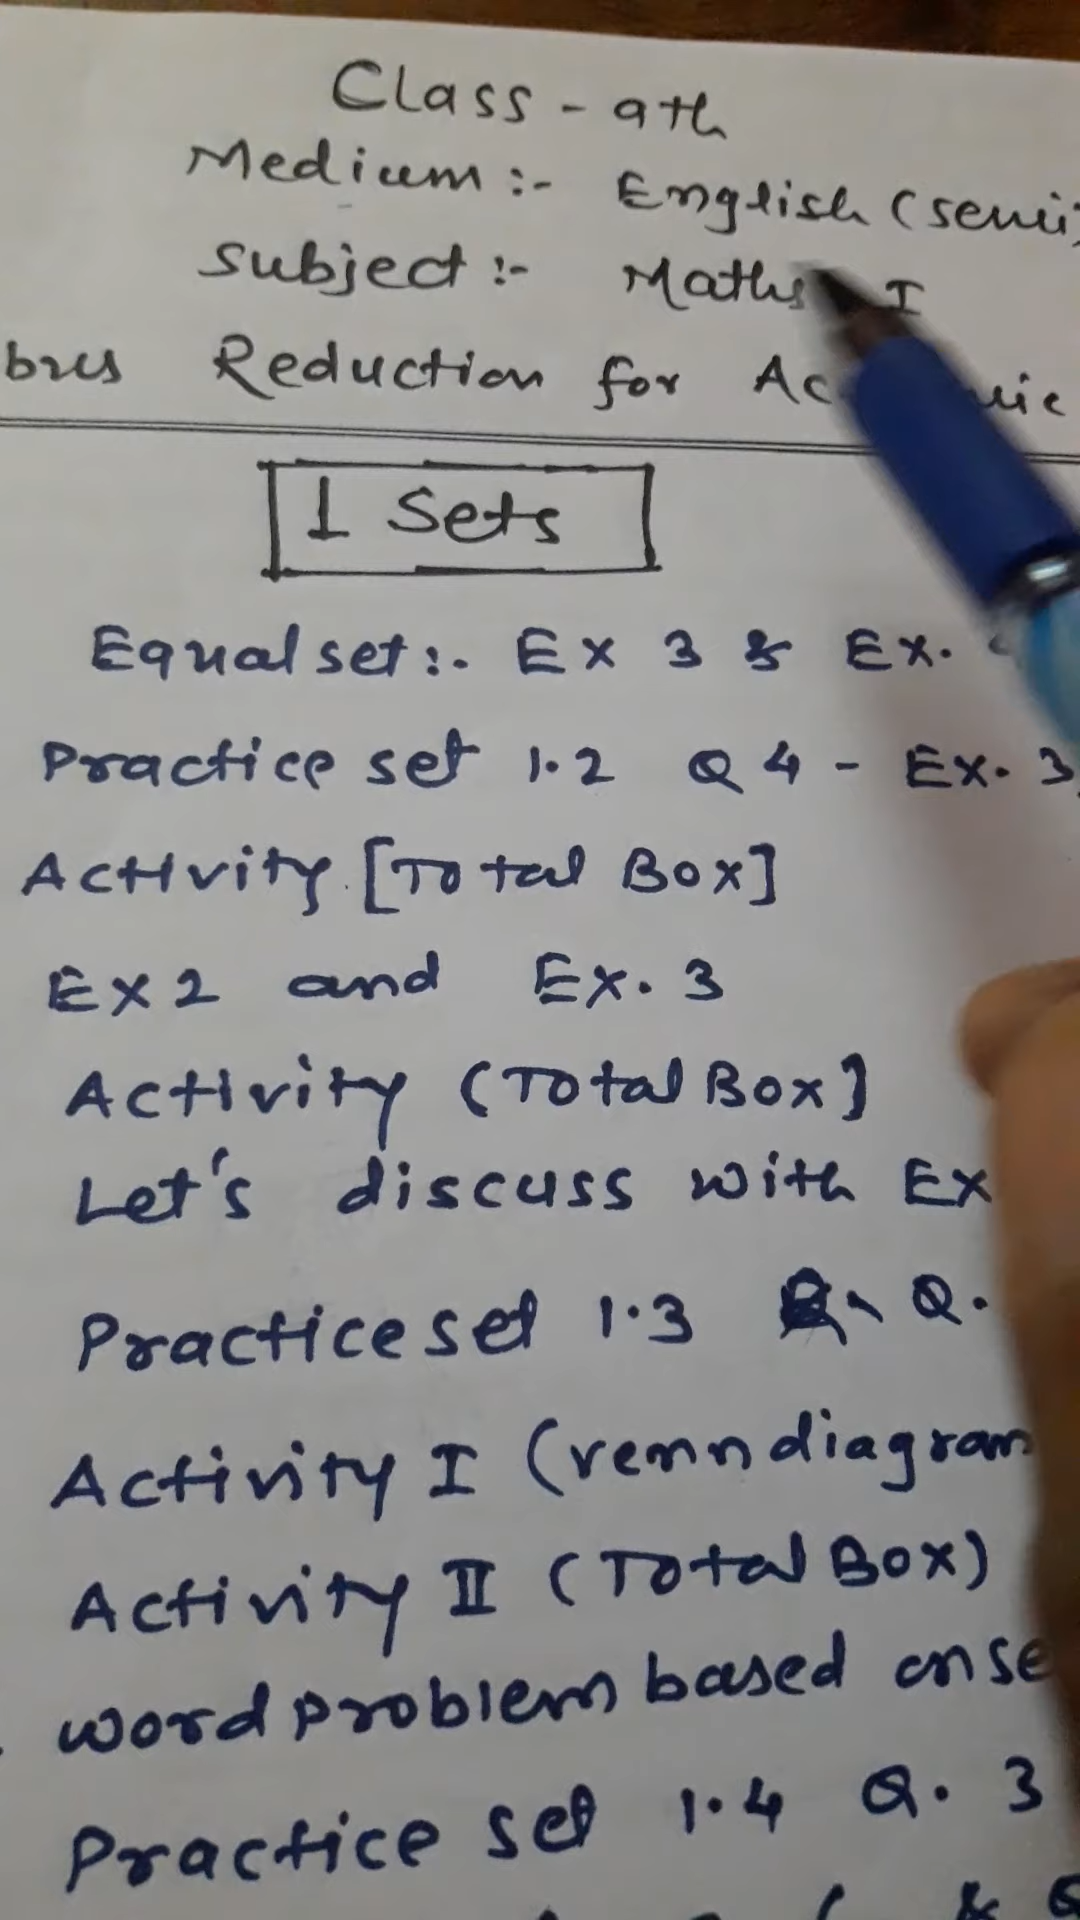 Class - 9th
Medium :- English (semi)
Subject :- Maths I
Reduction for
I Sets
Equal set :- Ex 3 & Ex.
Practice set 1.2 Q 4 - Ex. 3,
Activity. [Total Box]
Ex 2 and Ex. 3
Activity (Total Box]
Let's discuss with Ex
Practice set 1.3 Q.
Activity I (venn diagram
Activity II (Total Box)
word problem based on se
Practice set 1.4 Q. 3
&